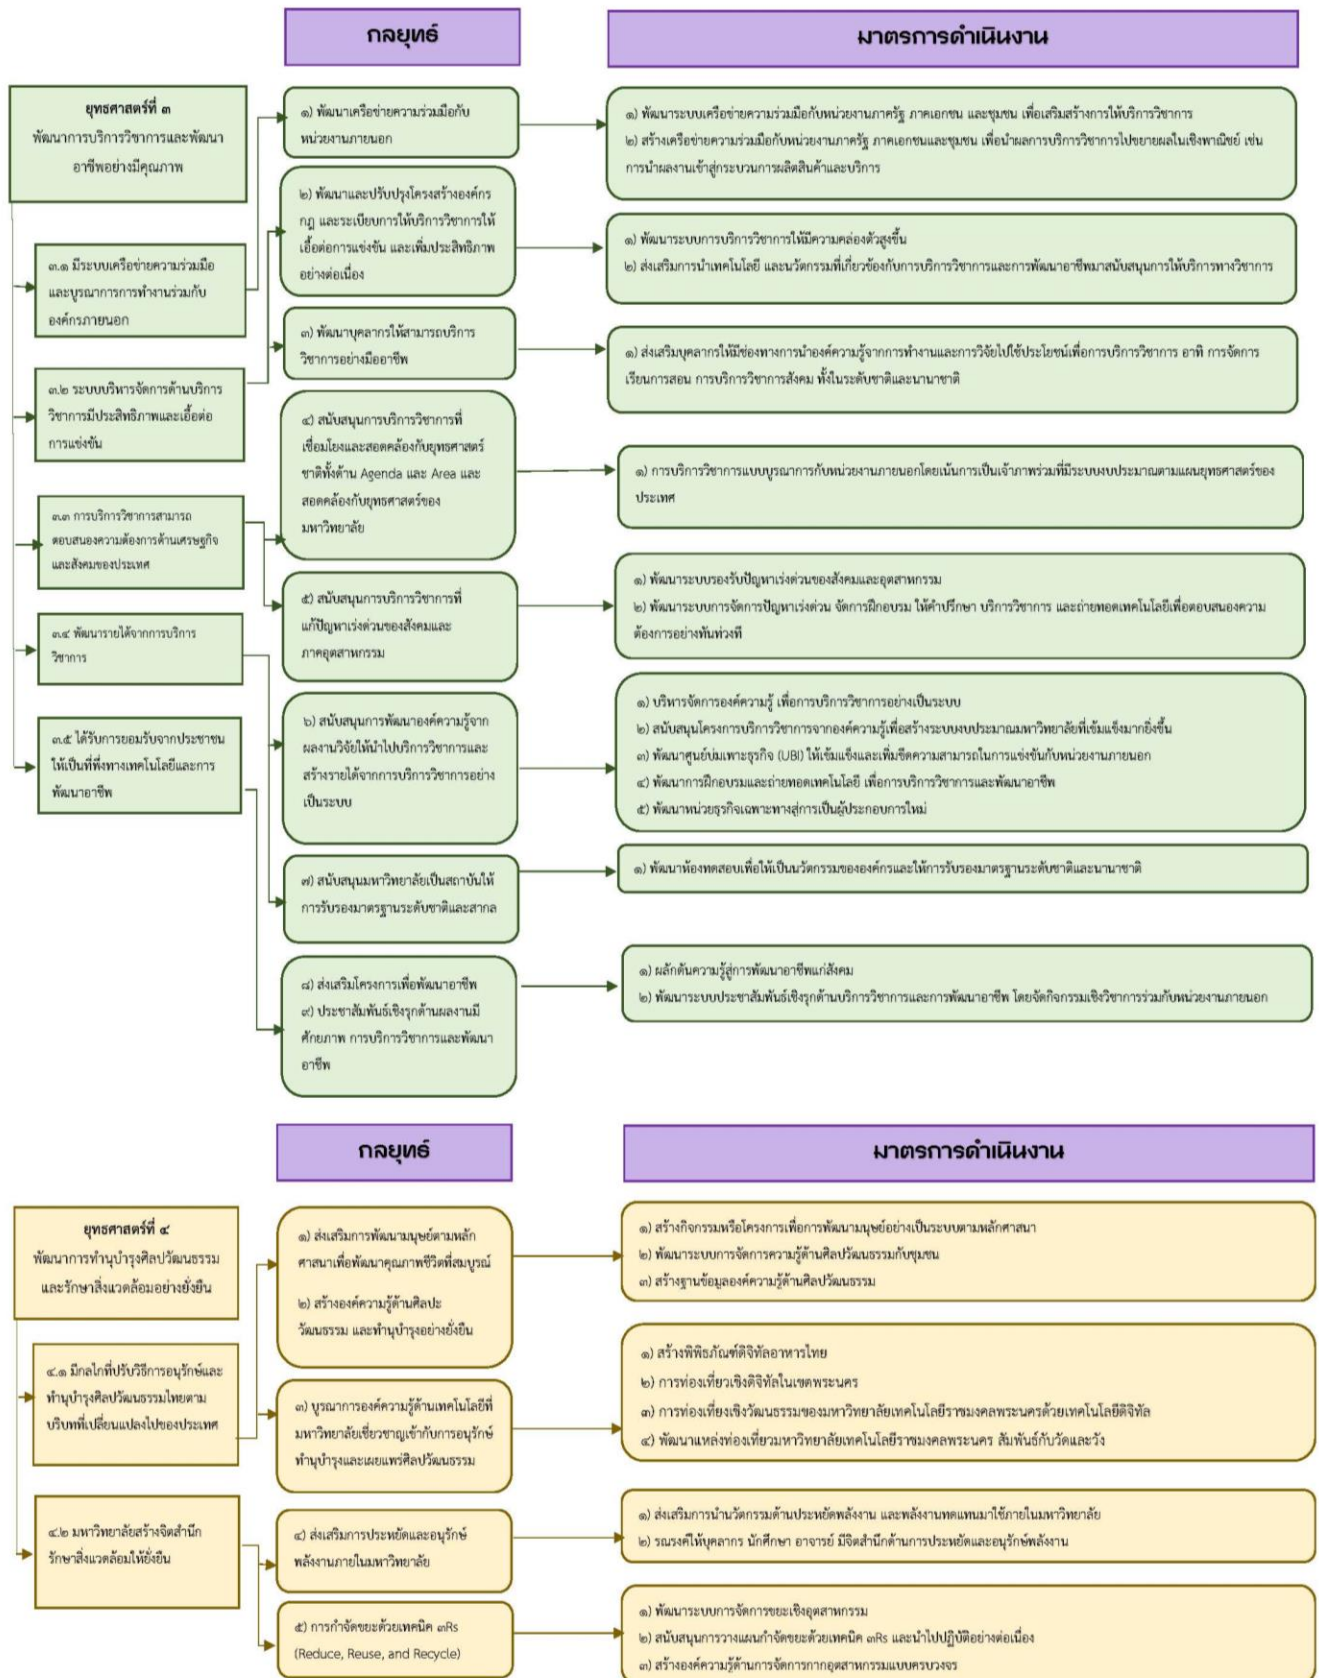 กลยุทธ์
มาตรการดำเนินงาน
ยุทธศาสตร์ที่ ๓
พัฒนาการบริการวิชาการและพัฒนา
อาชีพอย่างมีคุณภาพ
๓.๑ มีระบบเครือข่ายความร่วมมือ
และบูรณาการการทำงานร่วมกับ
องค์กรภายนอก
๓.๒ ระบบบริหารจัดการด้านบริการ
วิชาการมีประสิทธิภาพและเอื้อต่อ
การแข่งขัน
๓.๓ การบริการวิชาการสามารถ
ตอบสนองความต้องการด้านเศรษฐกิจ
และสังคมของประเทศ
๓.๔ พัฒนารายได้จากการบริการ
วิชาการ
๓.๕ ได้รับการยอมรับจากประชาชน
ให้เป็นที่พึ่งทางเทคโนโลยีและการ
พัฒนาอาชีพ
๑) พัฒนาเครือข่ายความร่วมมือกับ
หน่วยงานภายนอก
๒) พัฒนาและปรับปรุงโครงสร้างองค์กร
กฎ และระเบียบการให้บริการวิชาการให้
เอื้อต่อการแข่งขัน และเพิ่มประสิทธิภาพ
อย่างต่อเนื่อง
๓) พัฒนาบุคลากรให้สามารถบริการ
วิชาการอย่างมืออาชีพ
๔) สนับสนุนการบริการวิชาการที่
เชื่อมโยงและสอดคล้องกับยุทธศาสตร์
ชาติทั้งด้าน Agenda และ Area และ
สอดคล้องกับยุทธศาสตร์ของ
มหาวิทยาลัย
๕) สนับสนุนการบริการวิชาการที่
แก้ปัญหาเร่งด่วนของสังคมและ
ภาคอุตสาหกรรม
๖) สนับสนุนการพัฒนาองค์ความรู้จาก
ผลงานวิจัยให้นำไปบริการวิชาการและ
สร้างรายได้จากการบริการวิชาการอย่าง
เป็นระบบ
๗) สนับสนุนมหาวิทยาลัยเป็นสถาบันให้
การรับรองมาตรฐานระดับชาติและสากล
๘) ส่งเสริมโครงการเพื่อพัฒนาอาชีพ
๙) ประชาสัมพันธ์เชิงรุกด้านผลงานมี
ศักยภาพ การบริการวิชาการและพัฒนา
อาชีพ
๑) พัฒนาระบบเครือข่ายความร่วมมือกับหน่วยงานภาครัฐ ภาคเอกชน และชุมชน เพื่อเสริมสร้างการให้บริการวิชาการ
๒) สร้างเครือข่ายความร่วมมือกับหน่วยงานภาครัฐ ภาคเอกชนและชุมชน เพื่อนำผลการบริการวิชาการไปขยายผลในเชิงพาณิชย์ เช่น
การนำผลงานเข้าสู่กระบวนการผลิตสินค้าและบริการ
๑) พัฒนาระบบการบริการวิชาการให้มีความคล่องตัวสูงขึ้น
๒) ส่งเสริมการนำเทคโนโลยี และนวัตกรรมที่เกี่ยวข้องกับการบริการวิชาการและการพัฒนาอาชีพมาสนับสนุนการให้บริการทางวิชาการ
๑) ส่งเสริมบุคลากรให้มีช่องทางการนำองค์ความรู้จากการทำงานและการวิจัยไปใช้ประโยชน์เพื่อการบริการวิชาการ อาทิ การจัดการ
เรียนการสอน การบริการวิชาการสังคม ทั้งในระดับชาติและนานาชาติ
๑) การบริการวิชาการแบบบูรณาการกับหน่วยงานภายนอกโดยเน้นการเป็นเจ้าภาพร่วมที่มีระบบงบประมาณตามแผนยุทธศาสตร์ของ
ประเทศ
๑) พัฒนาระบบรองรับปัญหาเร่งด่วนของสังคมและอุตสาหกรรม
๒) พัฒนาระบบการจัดการปัญหาเร่งด่วน จัดการฝึกอบรม ให้คำปรึกษา บริการวิชาการ และถ่ายทอดเทคโนโลยีเพื่อตอบสนองความ
ต้องการอย่างทันท่วงที
๑) บริหารจัดการองค์ความรู้ เพื่อการบริการวิชาการอย่างเป็นระบบ
๒) สนับสนุนโครงการบริการวิชาการจากองค์ความรู้เพื่อสร้างระบบงบประมาณมหาวิทยาลัยที่เข้มแข็งมากยิ่งขึ้น
๓) พัฒนาศูนย์บ่มเพาะธุรกิจ (UBI) ให้เข้มแข็งและเพิ่มขีดความสามารถในการแข่งขันกับหน่วยงานภายนอก
๔) พัฒนาการฝึกอบรมและถ่ายทอดเทคโนโลยี เพื่อการบริการวิชาการและพัฒนาอาชีพ
๕) พัฒนาหน่วยธุรกิจเฉพาะทางสู่การเป็นผู้ประกอบการใหม่
๑) พัฒนาห้องทดสอบเพื่อให้เป็นนวัตกรรมขององค์กรและให้การรับรองมาตรฐานระดับชาติและนานาชาติ
๑) ผลักดันความรู้สู่การพัฒนาอาชีพแก่สังคม
๒) พัฒนาระบบประชาสัมพันธ์เชิงรุกด้านบริการวิชาการและการพัฒนาอาชีพ โดยจัดกิจกรรมเชิงวิชาการร่วมกับหน่วยงานภายนอก
กลยุทธ์
มาตรการดำเนินงาน
ยุทธศาสตร์ที่ ๔
พัฒนาการทำนุบำรุงศิลปวัฒนธรรม
และรักษาสิ่งแวดล้อมอย่างยั่งยืน
๔.๑ มีกลไกที่ปรับวิธีการอนุรักษ์และ
ทำนุบำรุงศิลปวัฒนธรรมไทยตาม
บริบทที่เปลี่ยนแปลงไปของประเทศ
๔.๒ มหาวิทยาลัยสร้างจิตสำนึก
รักษาสิ่งแวดล้อมให้ยั่งยืน
๑) ส่งเสริมการพัฒนามนุษย์ตามหลัก
ศาสนาเพื่อพัฒนาคุณภาพชีวิตที่สมบูรณ์
๒) สร้างองค์ความรู้ด้านศิลปะ
วัฒนธรรม และทำนุบำรุงอย่างยั่งยืน
๓) บูรณาการองค์ความรู้ด้านเทคโนโลยีที่
มหาวิทยาลัยเชี่ยวชาญเข้ากับการอนุรักษ์
ทำนุบำรุงและเผยแพร่ศิลปวัฒนธรรม
๔) ส่งเสริมการประหยัดและอนุรักษ์
พลังงานภายในมหาวิทยาลัย
๕) การกำจัดขยะด้วยเทคนิค ๓Rs
(Reduce, Reuse, and Recycle)
๑) สร้างกิจกรรมหรือโครงการเพื่อการพัฒนามนุษย์อย่างเป็นระบบตามหลักศาสนา
๒) พัฒนาระบบการจัดการความรู้ด้านศิลปวัฒนธรรมกับชุมชน
๓) สร้างฐานข้อมูลองค์ความรู้ด้านศิลปวัฒนธรรม
๑) สร้างพิพิธภัณฑ์ดิจิทัลอาหารไทย
๒) การท่องเที่ยวเชิงดิจิทัลในเขตพระนคร
๓) การท่องเที่ยงเชิงวัฒนธรรมของมหาวิทยาลัยเทคโนโลยีราชมงคลพระนครด้วยเทคโนโลยีดิจิทัล
๔) พัฒนาแหล่งท่องเที่ยวมหาวิทยาลัยเทคโนโลยีราชมงคลพระนคร สัมพันธ์กับวัดและวัง
๑) ส่งเสริมการนำนวัตกรรมด้านประหยัดพลังงาน และพลังงานทดแทนมาใช้ภายในมหาวิทยาลัย
๒) รณรงค์ให้บุคลากร นักศึกษา อาจารย์ มีจิตสำนึกด้านการประหยัดและอนุรักษ์พลังงาน
๑) พัฒนาระบบการจัดการขยะเชิงอุตสาหกรรม
๒) สนับสนุนการวางแผนกำจัดขยะด้วยเทคนิค ๓Rs และนำไปปฏิบัติอย่างต่อเนื่อง
๓) สร้างองค์ความรู้ด้านการจัดการกากอุตสาหกรรมแบบครบวงจร